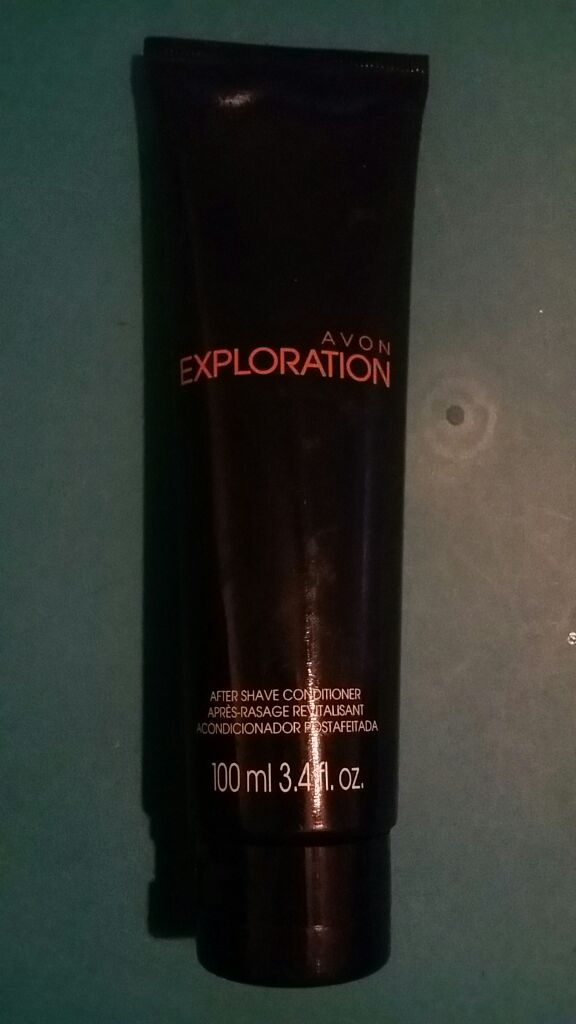 AVON
EXPLORATION
AFTER SHAVE CONDITIONER
APRÈS-RASAGE REVITALISANT
ACONDICIONADOR POSTAFEITADA
100 ml 3.4 fl. oz.